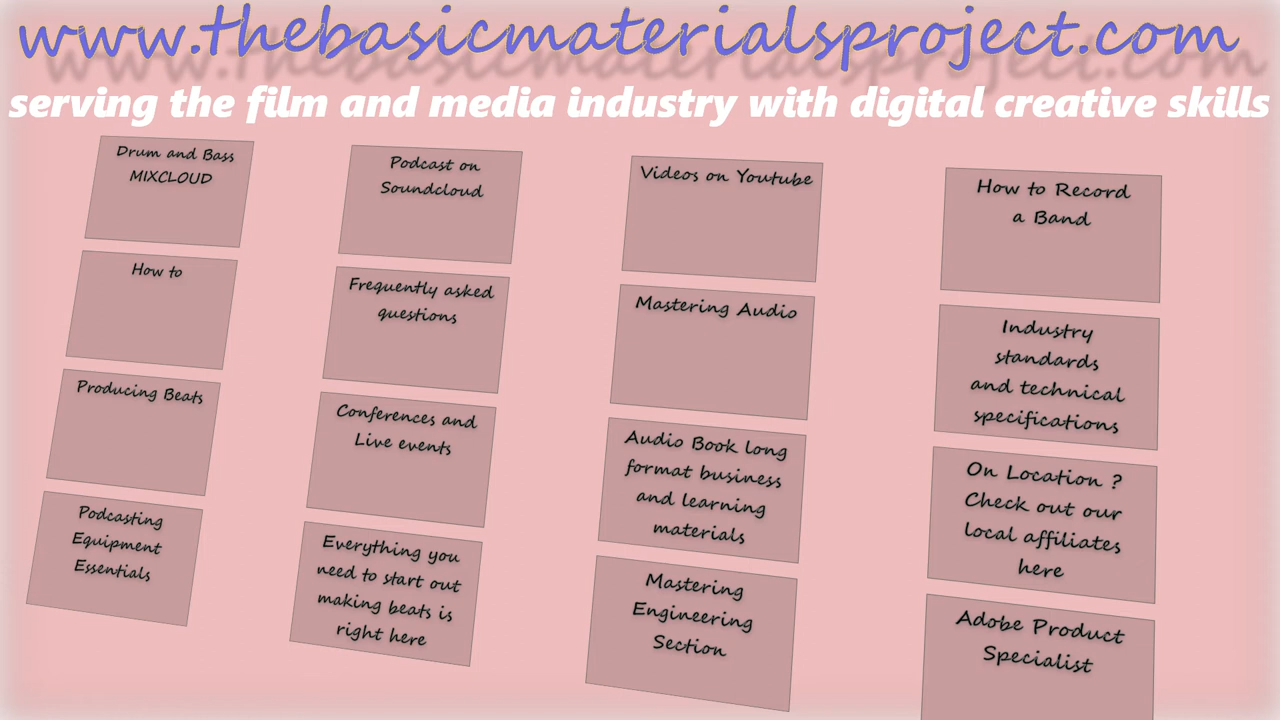 www.thebasicmaterialsproject.com
serving the film and media industry with digital creative skills
Drum and Bass
MIXCLOUD
Podcast on
Soundcloud
Videos on Youtube
How to Record
a Band
How to
Frequently asked
questions
Mastering Audio
Industry
standards
and technical
specifications
Producing Beats
Conferences and
Live events
Audio Book long
format business
and learning
materials
On Location ?
Check out our
local affiliates
here
Podcasting
Equipment
Essentials
Everything you
need to start out
making beats is
right here
Mastering
Engineering
Section
Adobe Product
Specialist